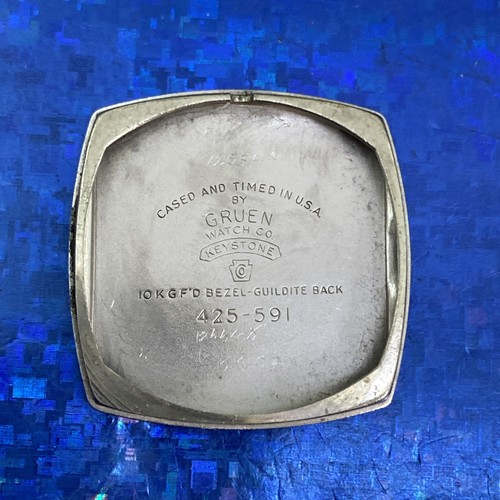 CASED AND TIMED IN U.S.A.
BY
GRUEN
WATCH CO
KEYSTONE
10 K G F'D BEZEL-GUILDITE BACK
425-591